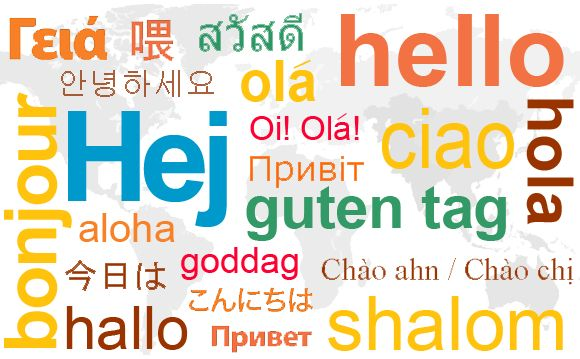 Γειά
喂
สวัสดี
hello
안녕하세요
olá
bonjour
Hej
Oi! Olá!
ciao
hola
Привіт
aloha
guten tag
今日は
goddag
Chào ahn / Chào chị
こんにちは
hallo
Привет
shalom